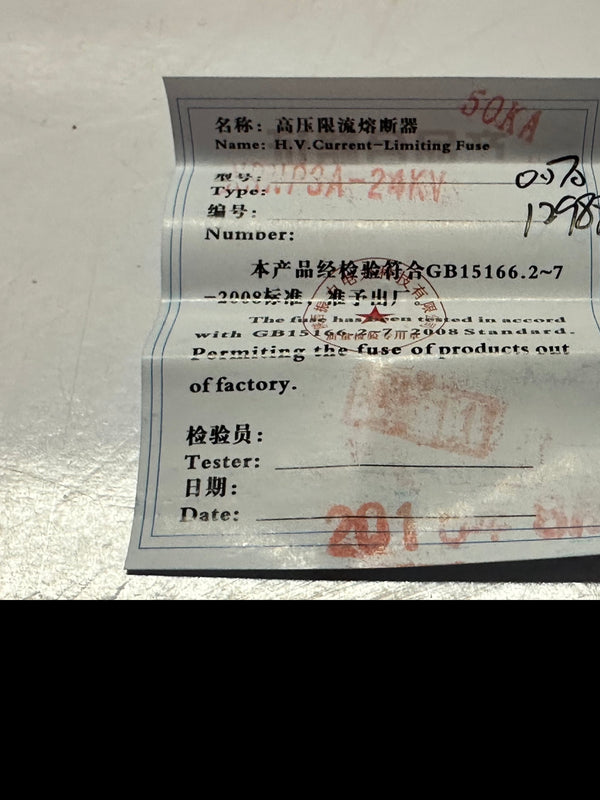 50KA
名称：高压限流熔断器
Name: H.V.Current-Limiting Fuse
型号：
Type: P3A-24KV
编号：
Number:
本产品经检验符合GB15166.2~7
-2008标准，准予出厂。
The fuse has been tested in accord
with GB15166.2-7-2008 Standard.
Permiting the fuse of products out
of factory.
检验员：
Tester:
日期：
Date: 201